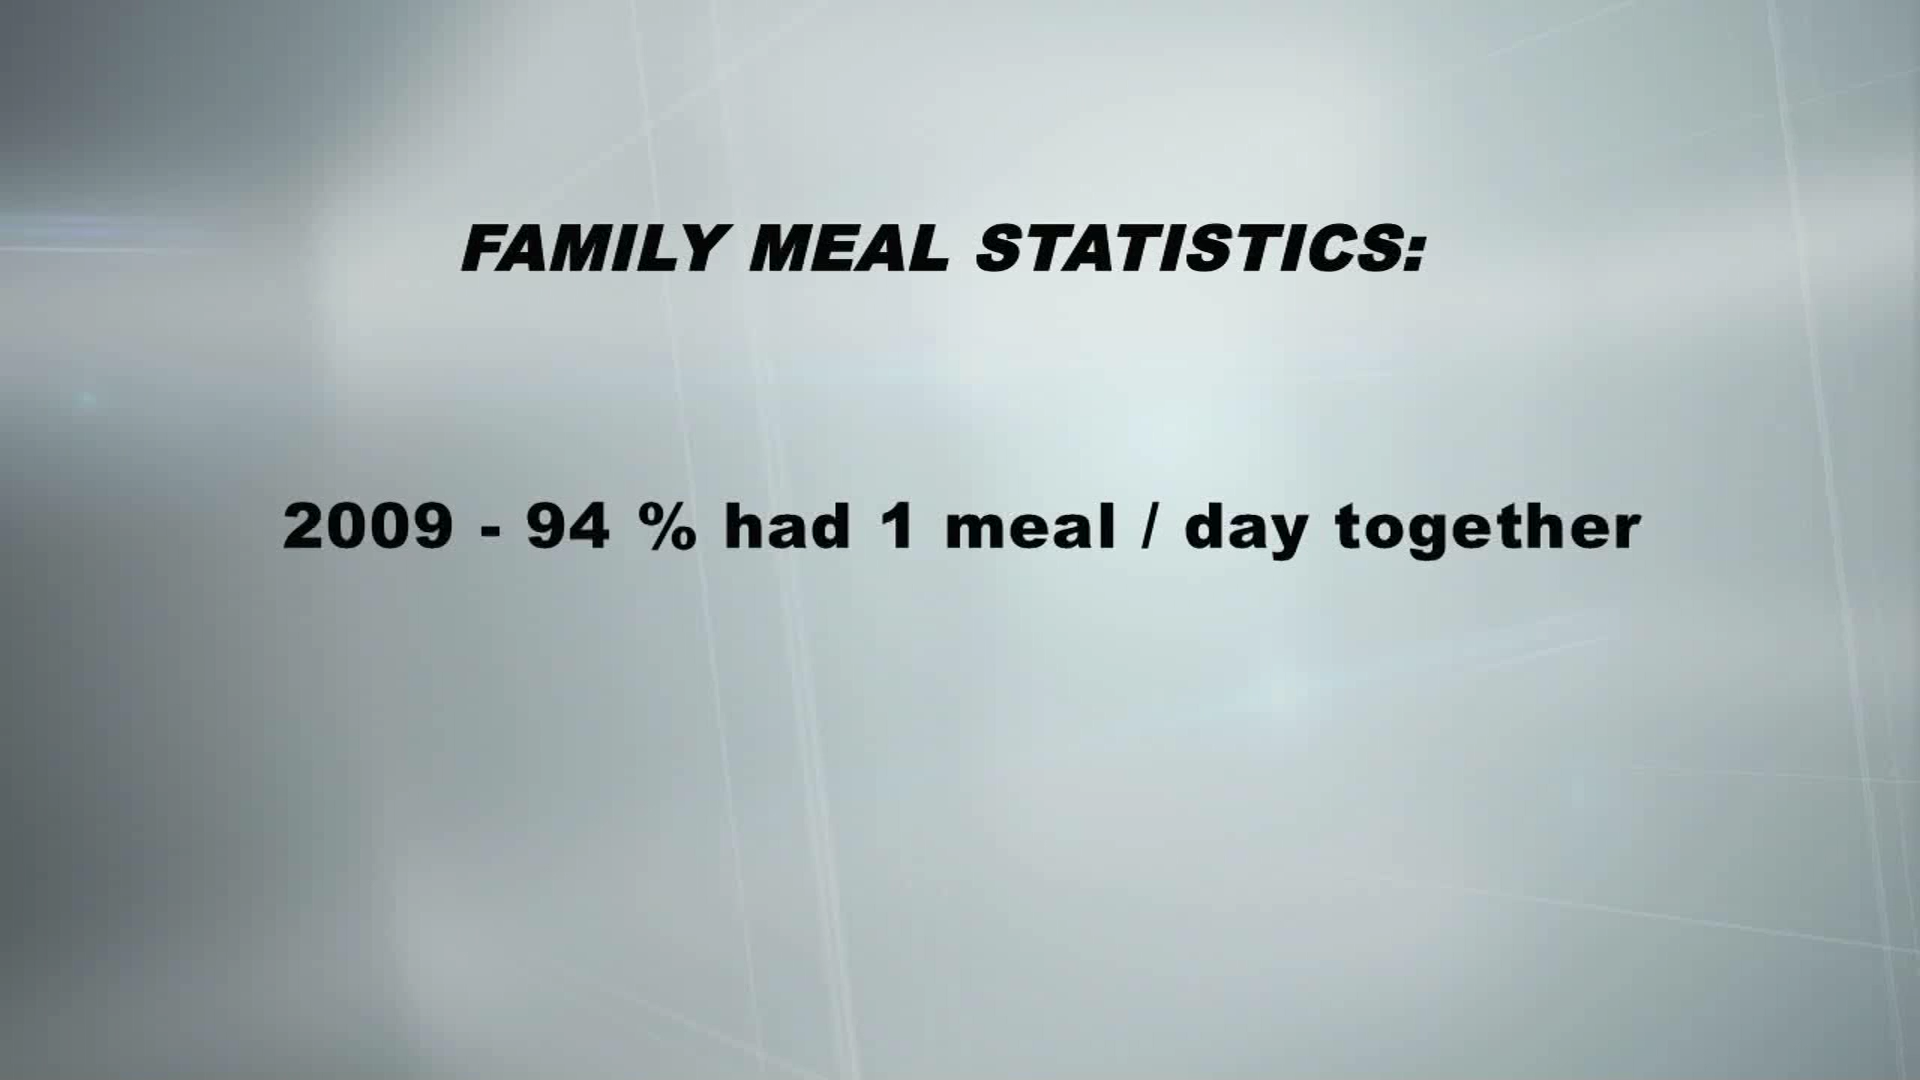 FAMILY MEAL STATISTICS:
2009 - 94 % had 1 meal / day together